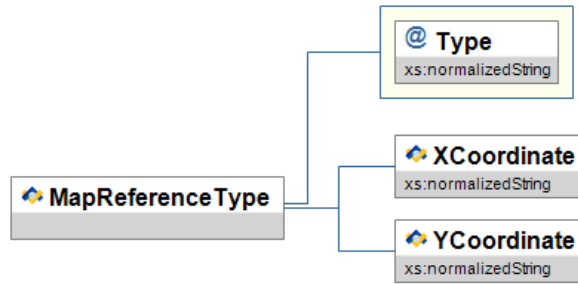 @ Type
xs:normalizedString
XCoordinate
xs:normalizedString
MapReferenceType
YCoordinate
xs:normalizedString